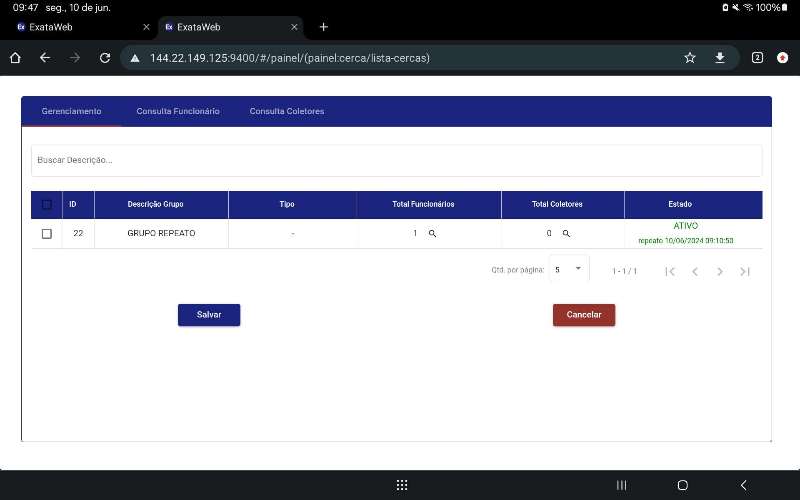 09:47 seg., 10 de jun. 100%
ExataWeb ExataWeb
144.22.149.125:9400/#/painel/(painel:cerca/lista-cercas) 2
Gerenciamento Consulta Funcionário Consulta Coletores
Buscar Descrição...
ID Descrição Grupo Tipo Total Funcionários Total Coletores Estado
22 GRUPO REPEATO - 1 0 ATIVO
repeato 10/06/2024 09:10:50
Qtd. por página: 5 1 - 1 / 1
Salvar Cancelar